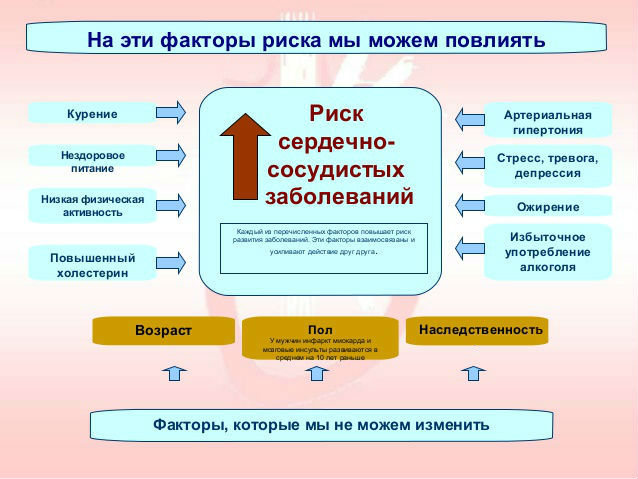 На эти факторы риска мы можем повлиять
Курение
Нездоровое
питание
Низкая физическая
активность
Повышенный
холестерин
Риск
сердечно-
сосудистых
заболеваний
Каждый из перечисленных факторов повышает риск
развития заболеваний. Эти факторы взаимосвязаны и
усиливают действие друг друга.
Артериальная
гипертония
Стресс, тревога,
депрессия
Ожирение
Избыточное
употребление
алкоголя
Возраст
Пол
У мужчин инфаркт миокарда и
мозговые инсульты развиваются в
среднем на 10 лет раньше
Наследственность
Факторы, которые мы не можем изменить